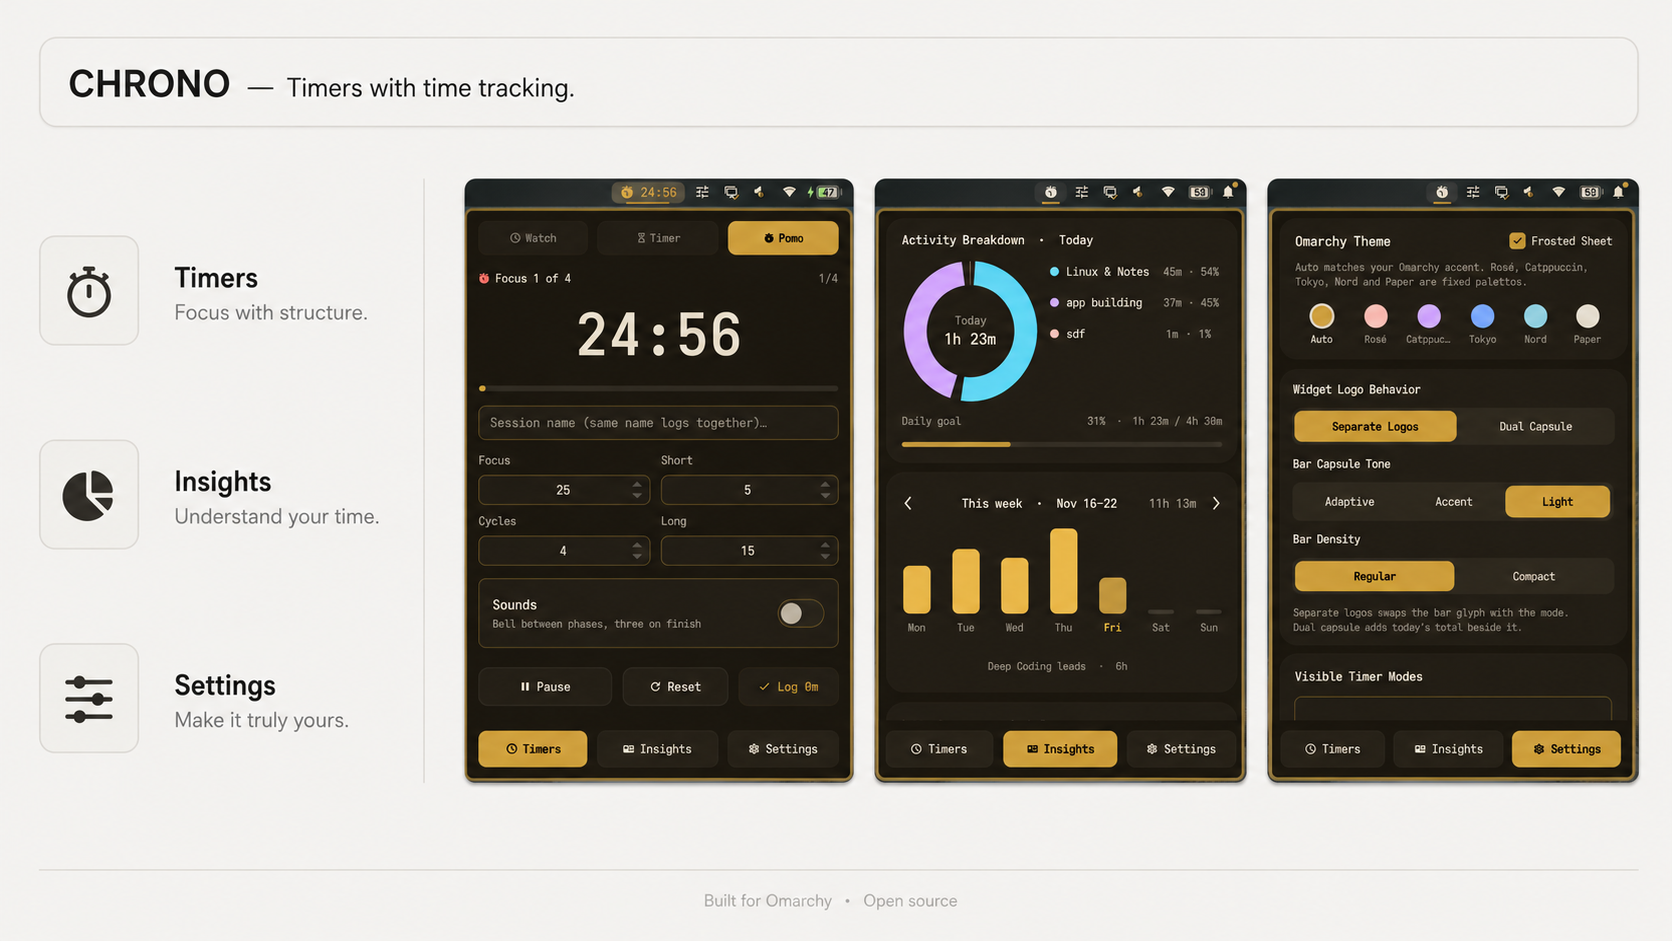 CHRONO — Timers with time tracking.
Timers
Focus with structure.
Insights
Understand your time.
Settings
Make it truly yours.
24:56
47
Watch
Timer
Pomo
Focus 1 of 4
1/4
24:56
Session name (same name logs together)…
Focus
Short
25
5
Cycles
Long
4
15
Sounds
Bell between phases, three on finish
Pause
Reset
Log 0m
Timers
Insights
Settings
59
Activity Breakdown • Today
Linux & Notes 45m · 54%
app building 37m · 45%
sdf 1m · 1%
Today
1h 23m
Daily goal
31% · 1h 23m / 4h 30m
This week • Nov 16–22
11h 13m
Mon
Tue
Wed
Thu
Fri
Sat
Sun
Deep Coding leads · 6h
Timers
Insights
Settings
59
Omarchy Theme
Frosted Sheet
Auto matches your Omarchy accent. Rosé, Catppuccin,
Tokyo, Nord and Paper are fixed palettos.
Auto
Rosé
Catppuc…
Tokyo
Nord
Paper
Widget Logo Behavior
Separate Logos
Dual Capsule
Bar Capsule Tone
Adaptive
Accent
Light
Bar Density
Regular
Compact
Separate logos swaps the bar glyph with the mode.
Dual capsule adds today's total beside it.
Visible Timer Modes
Timers
Insights
Settings
Built for Omarchy • Open source